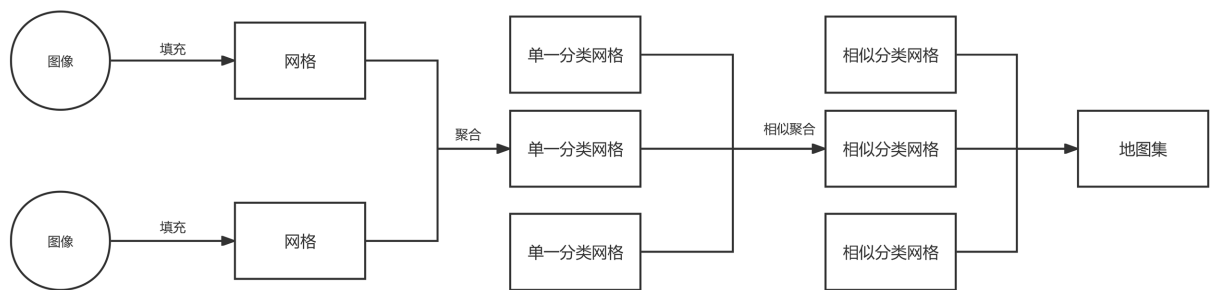 图像
填充
网格
图像
填充
网格
聚合
单一分类网格
单一分类网格
单一分类网格
相似聚合
相似分类网格
相似分类网格
相似分类网格
地图集